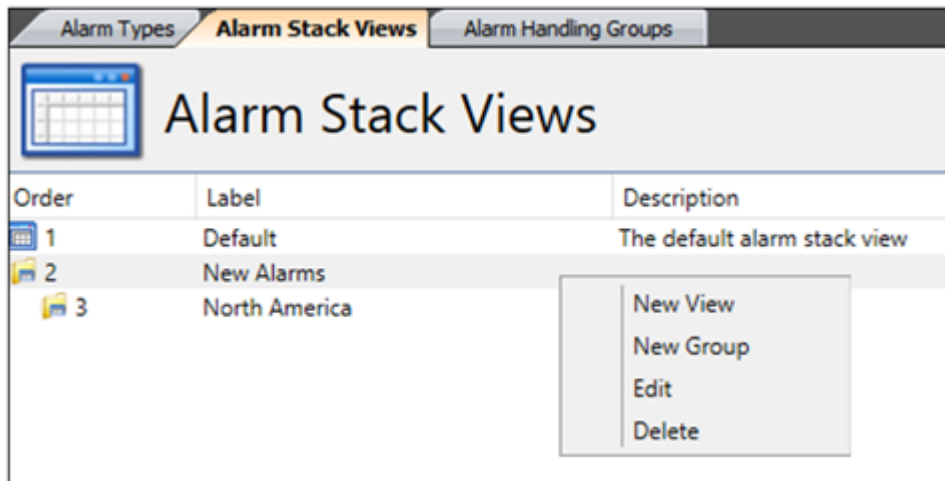 Alarm Types Alarm Stack Views Alarm Handling Groups
Alarm Stack Views
Order Label Description
1 Default The default alarm stack view
2 New Alarms
3 North America
New View
New Group
Edit
Delete